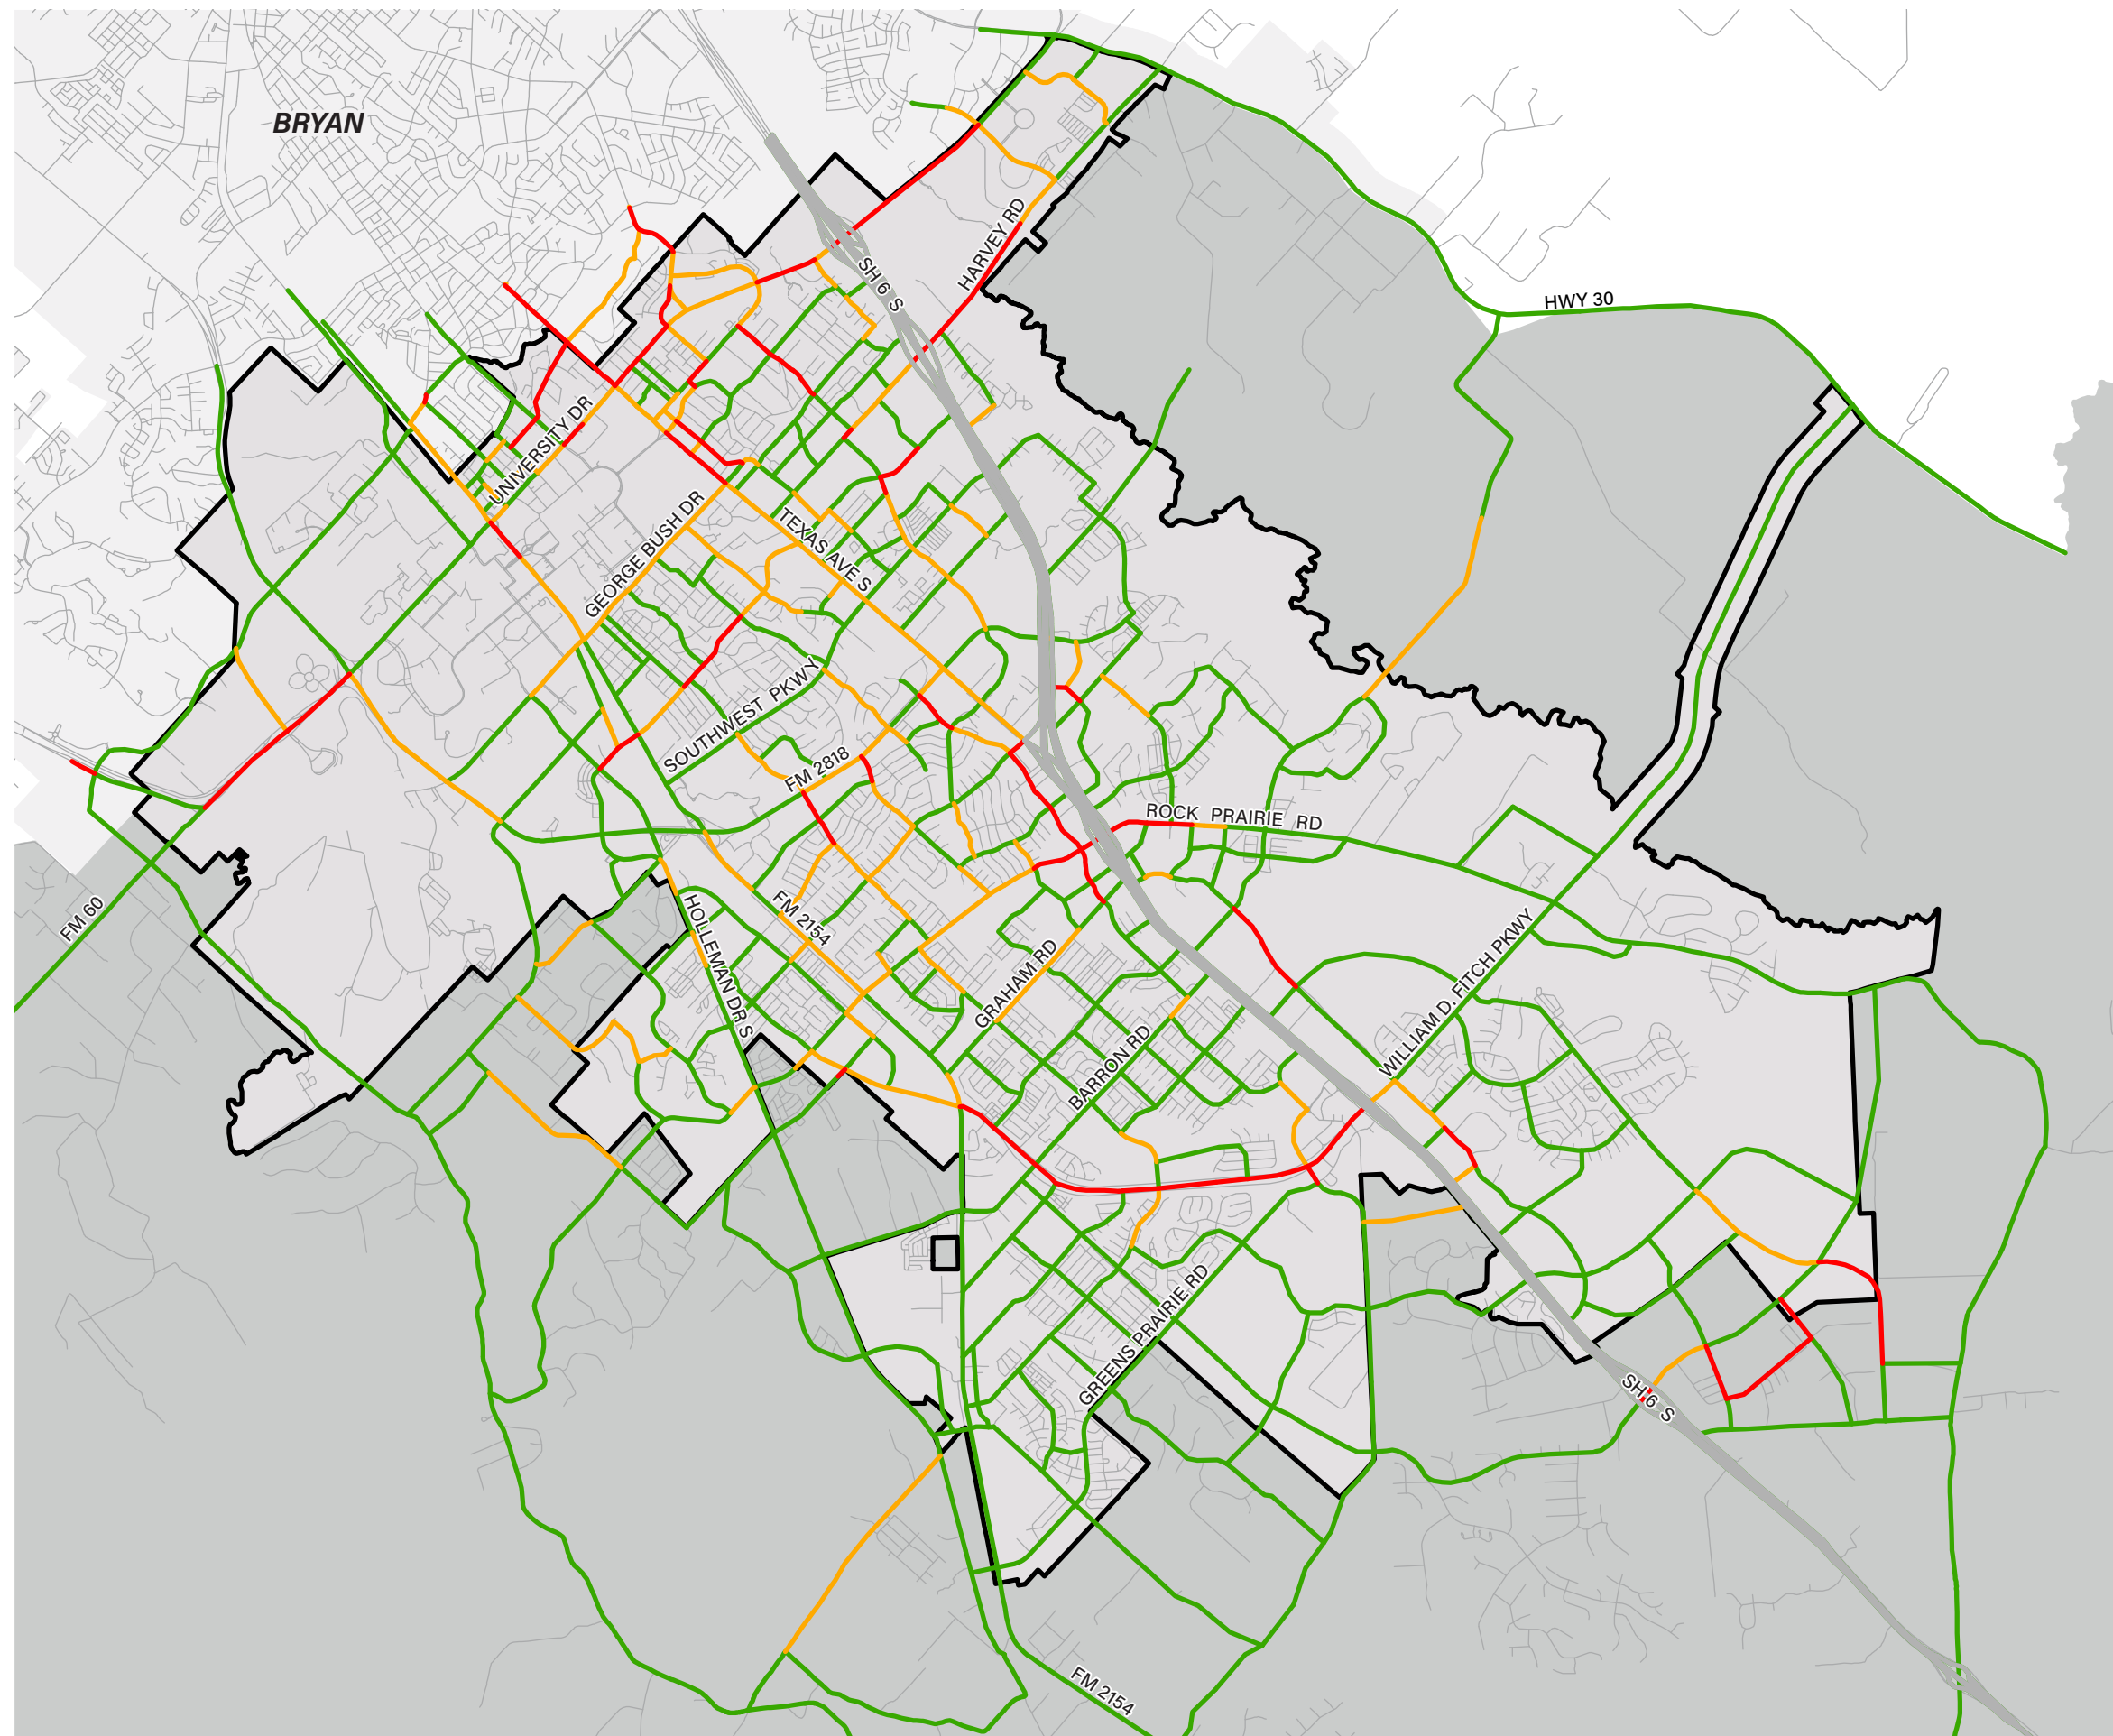 BRYAN
HARVEY RD
SH 6 S
HWY 30
UNIVERSITY DR
GEORGE BUSH DR
TEXAS AVE S
SOUTHWEST PKWY
FM 2818
ROCK PRAIRIE RD
FM 60
FM 2154
HOLLEMAN DR S
GRAHAM RD
WILLIAM D. FITCH PKWY
BARRON RD
GREENS PRAIRIE RD
SH 6 S
FM 2154